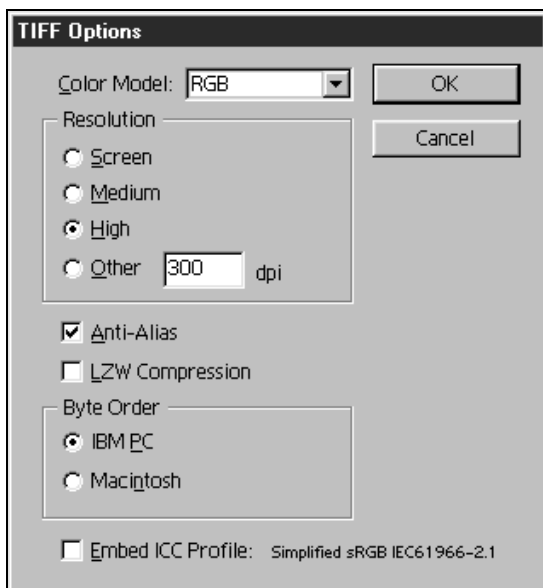 TIFF Options
Color Model: RGB
OK
Cancel
Resolution
Screen
Medium
High
Other 300 dpi
Anti-Alias
LZW Compression
Byte Order
IBM PC
Macintosh
Embed ICC Profile: Simplified sRGB IEC61966-2.1